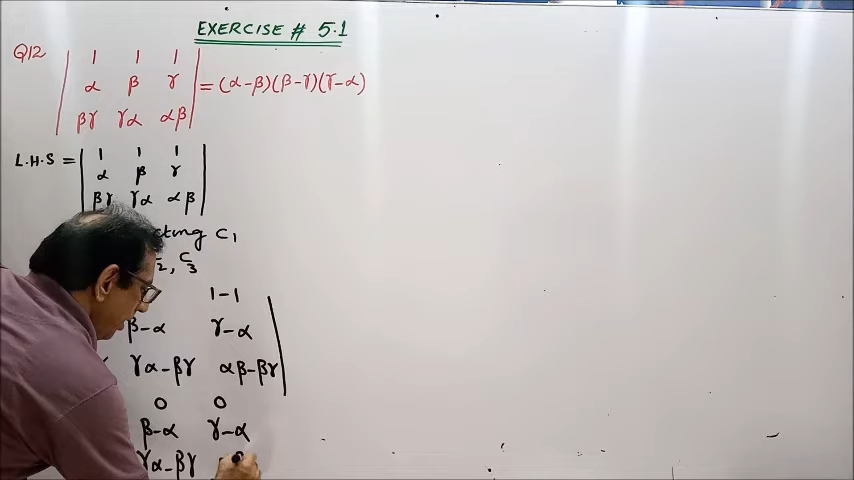 EXERCISE # 5.1
Q12
| 1 1 1 |
| α β γ | = (α-β)(β-γ)(γ-α)
| βγ γα αβ |
L.H.S = | 1 1 1 |
| α β γ |
| βγ γα αβ |
cting C₁
₂, C₃
1-1
β-α γ-α |
γα-βγ αβ-βγ |
0 0
β-α γ-α
γα-βγ